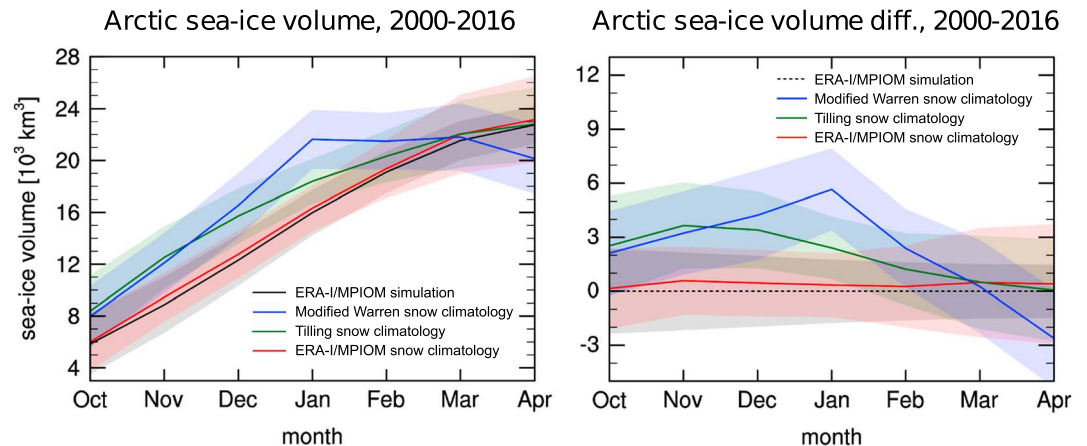 Arctic sea-ice volume, 2000-2016
28
24
20
16
12
8
4
sea-ice volume [10³ km³]
ERA-I/MPIOM simulation
Modified Warren snow climatology
Tilling snow climatology
ERA-I/MPIOM snow climatology
Oct Nov Dec Jan Feb Mar Apr
month
Arctic sea-ice volume diff., 2000-2016
12
9
6
3
0
-3
ERA-I/MPIOM simulation
Modified Warren snow climatology
Tilling snow climatology
ERA-I/MPIOM snow climatology
Oct Nov Dec Jan Feb Mar Apr
month